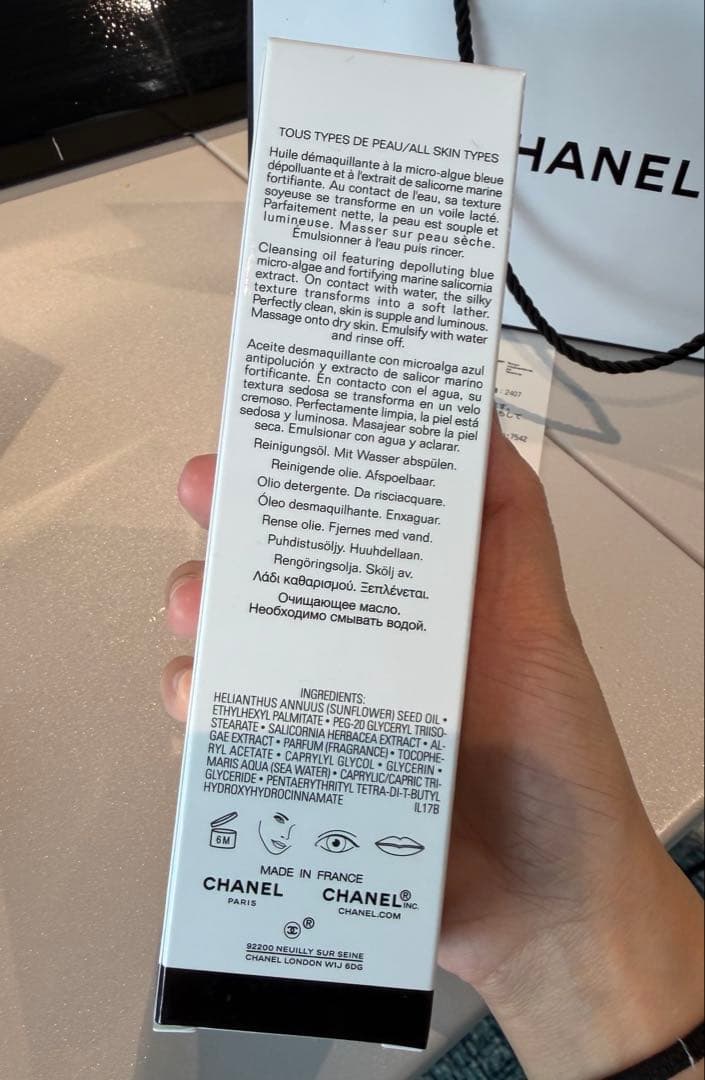 TOUS TYPES DE PEAU/ALL SKIN TYPES
Huile démaquillante à la micro-algue bleue
dépolluante et à l'extrait de salicorne marine
fortifiante. Au contact de l'eau, sa texture
soyeuse se transforme en un voile lacté.
Parfaitement nette, la peau est souple et
lumineuse. Masser sur peau sèche.
Émulsionner à l'eau puis rincer.
Cleansing oil featuring depolluting blue
micro-algae and fortifying marine salicornia
extract. On contact with water, the silky
texture transforms into a soft lather.
Perfectly clean, skin is supple and luminous.
Massage onto dry skin. Emulsify with water
and rinse off.
Aceite desmaquillante con microalga azul
antipolución y extracto de salicor marino
fortificante. En contacto con el agua, su
textura sedosa se transforma en un velo
cremoso. Perfectamente limpia, la piel está
sedosa y luminosa. Masajear sobre la piel
seca. Emulsionar con agua y aclarar.
Reinigungsöl. Mit Wasser abspülen.
Reinigende olie. Afspoelbaar.
Olio detergente. Da risciacquare.
Óleo desmaquilhante. Enxaguar.
Rense olie. Fjernes med vand.
Puhdistusöljy. Huuhdellaan.
Rengöringsolja. Skölj av.
Λάδι καθαρισμού. Ξεπλένεται.
Очищающее масло.
Необходимо смывать водой.
INGREDIENTS:
HELIANTHUS ANNUUS (SUNFLOWER) SEED OIL •
ETHYLHEXYL PALMITATE • PEG-20 GLYCERYL TRIISO-
STEARATE • SALICORNIA HERBACEA EXTRACT • AL-
GAE EXTRACT • PARFUM (FRAGRANCE) • TOCOPHE-
RYL ACETATE • CAPRYLYL GLYCOL • GLYCERIN •
MARIS AQUA (SEA WATER) • CAPRYLIC/CAPRIC TRI-
GLYCERIDE • PENTAERYTHRITYL TETRA-DI-T-BUTYL
HYDROXYHYDROCINNAMATE IL17B
6M
MADE IN FRANCE
CHANEL CHANEL® INC.
PARIS CHANEL.COM
®
92200 NEUILLY SUR SEINE
CHANEL LONDON W1J 6DG
HANEL
: 2407
:7542